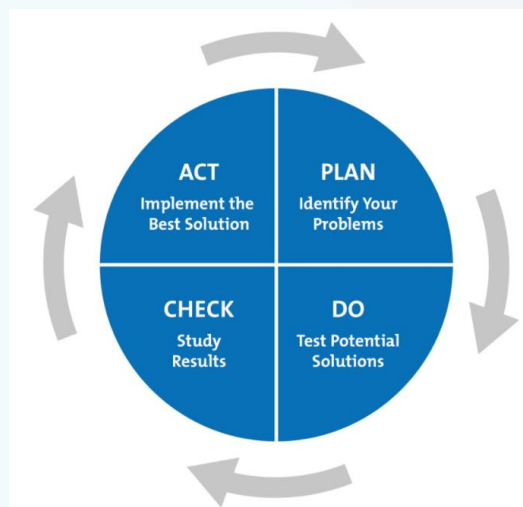 ACT
Implement the
Best Solution
PLAN
Identify Your
Problems
CHECK
Study
Results
DO
Test Potential
Solutions